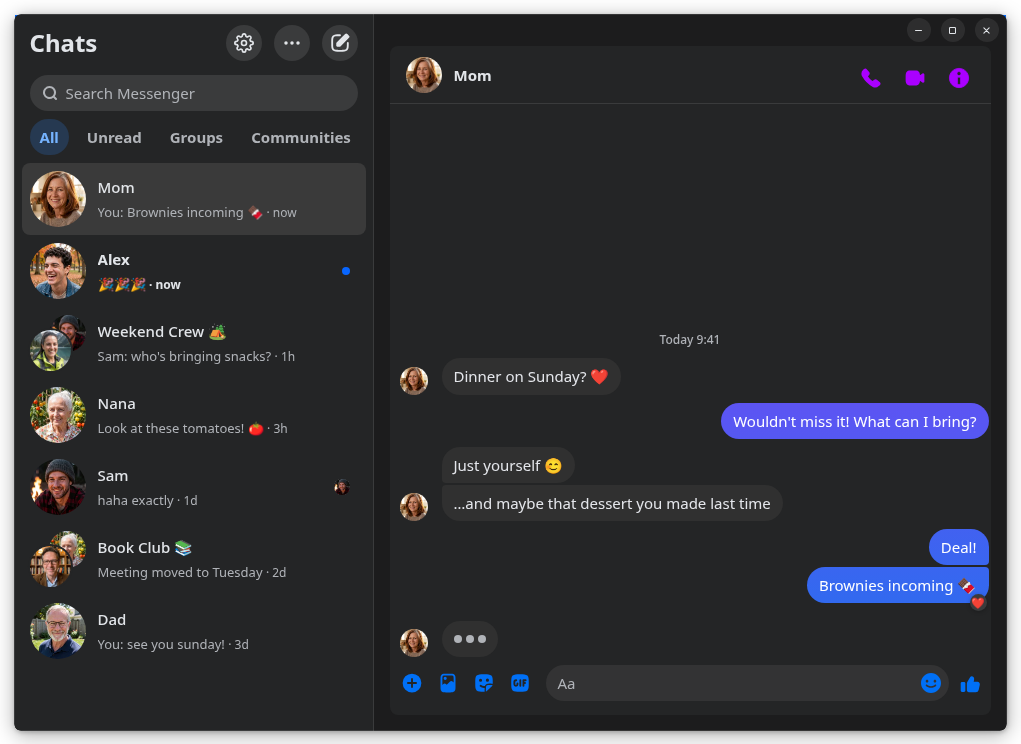 Chats
Search Messenger
All Unread Groups Communities
Mom
You: Brownies incoming 🍫 · now
Alex
🎉🎉🎉 · now
Weekend Crew 🏕️
Sam: who's bringing snacks? · 1h
Nana
Look at these tomatoes! 🍅 · 3h
Sam
haha exactly · 1d
Book Club 📚
Meeting moved to Tuesday · 2d
Dad
You: see you sunday! · 3d
Mom
Today 9:41
Dinner on Sunday? ❤️
Wouldn't miss it! What can I bring?
Just yourself 😊
...and maybe that dessert you made last time
Deal!
Brownies incoming 🍫
❤️
GIF
Aa